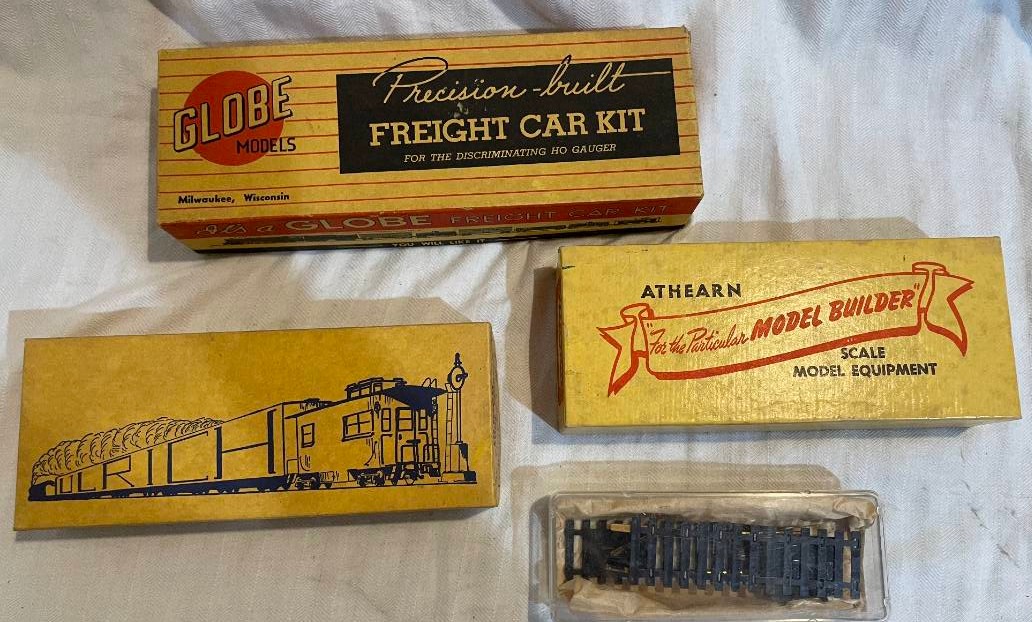 GLOBE
MODELS
Precision-built
FREIGHT CAR KIT
FOR THE DISCRIMINATING HO GAUGER
Milwaukee, Wisconsin
It's a GLOBE FREIGHT CAR KIT
YOU WILL LIKE IT
ATHEARN
"For the Particular MODEL BUILDER"
SCALE
MODEL EQUIPMENT
ULRICH